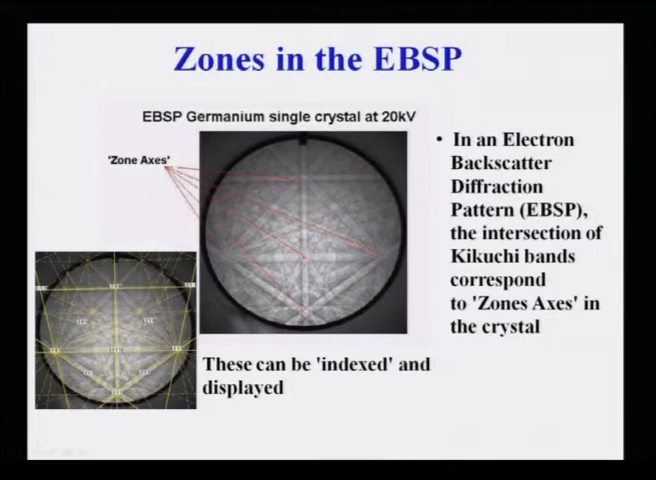 Zones in the EBSP
EBSP Germanium single crystal at 20kV
'Zone Axes'
• In an Electron
Backscatter
Diffraction
Pattern (EBSP),
the intersection of
Kikuchi bands
correspond
to 'Zones Axes' in
the crystal
These can be 'indexed' and
displayed